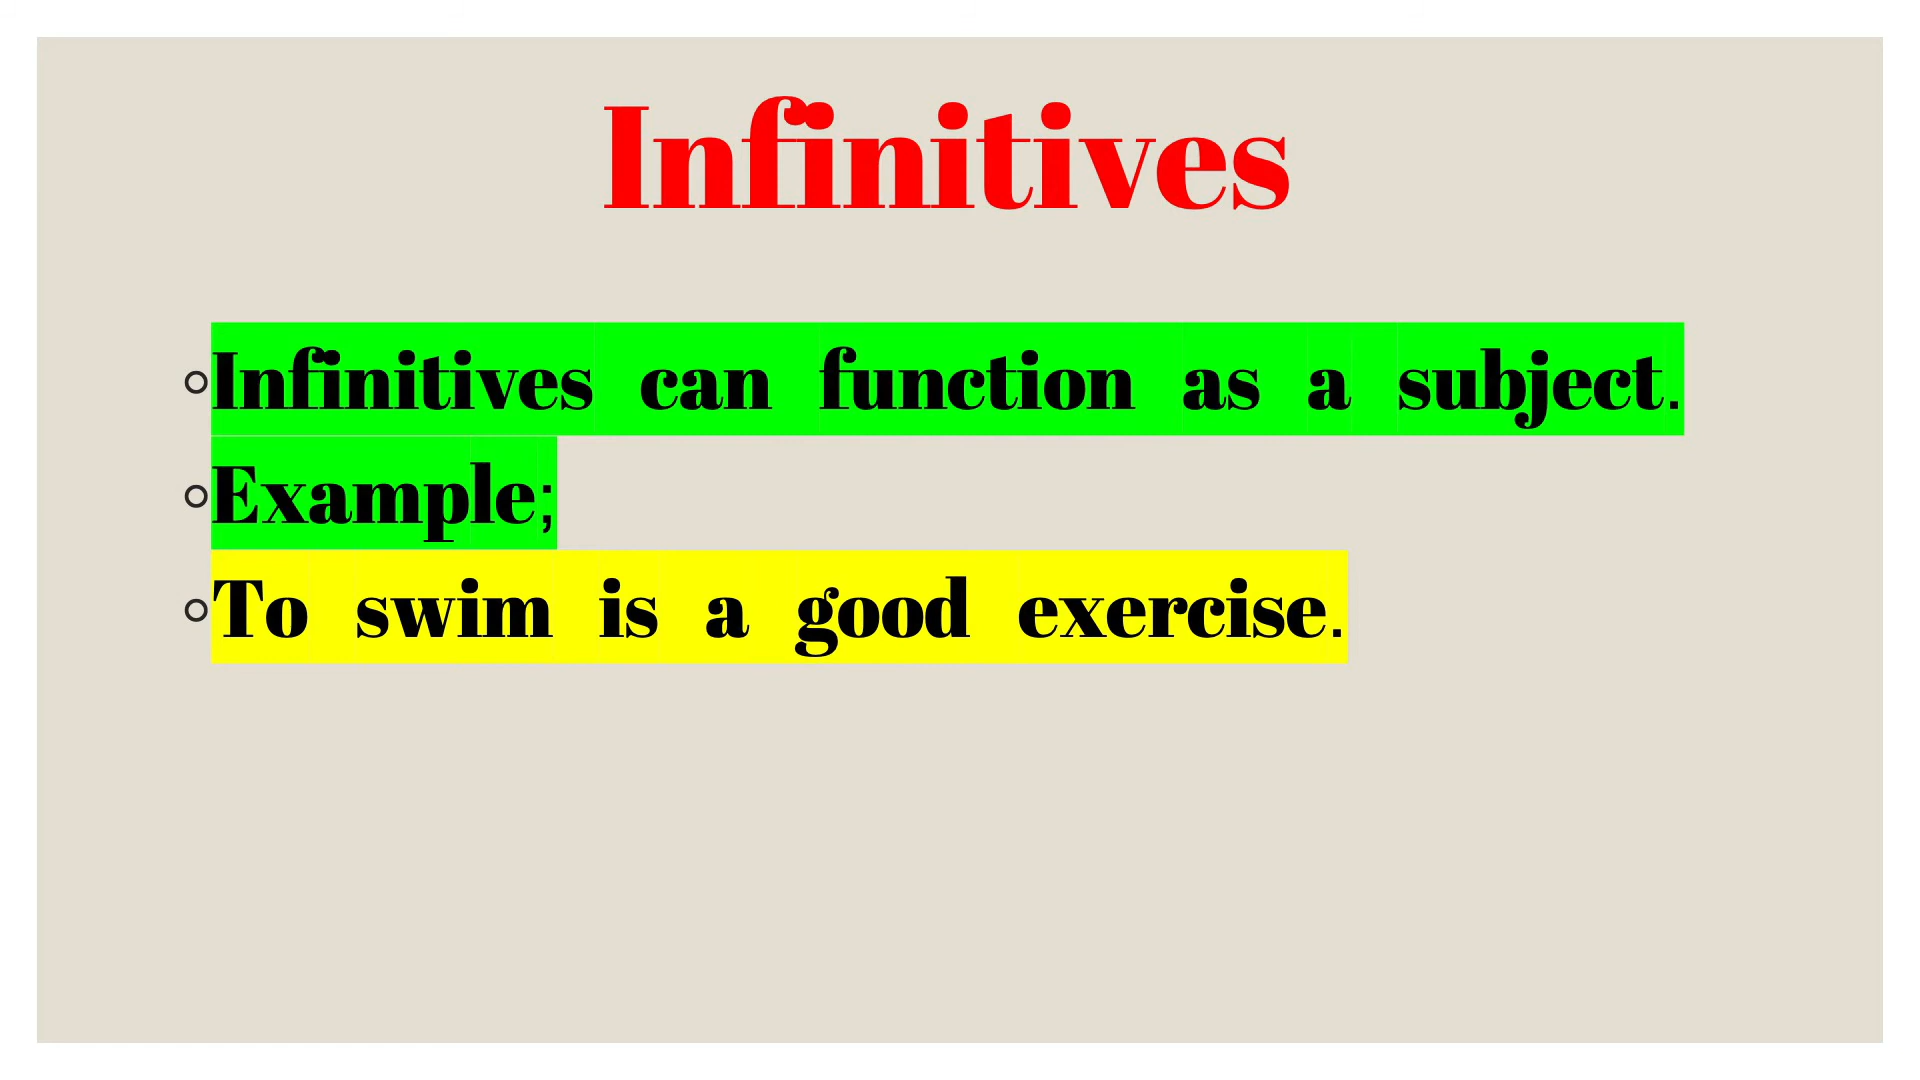 Infinitives
Infinitives can function as a subject.
Example;
To swim is a good exercise.